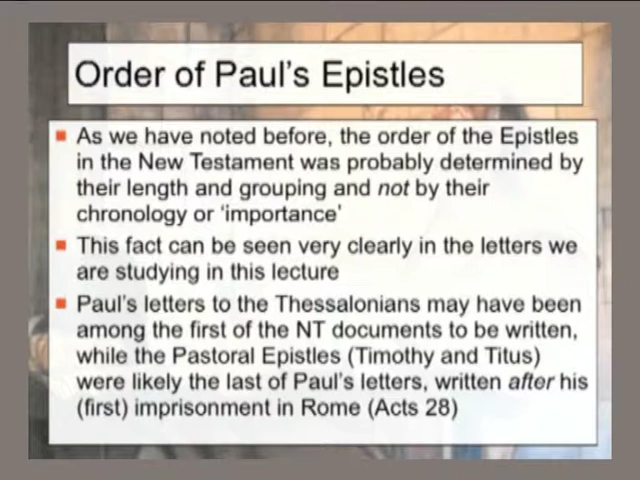 Order of Paul's Epistles
■ As we have noted before, the order of the Epistles
in the New Testament was probably determined by
their length and grouping and not by their
chronology or 'importance'
■ This fact can be seen very clearly in the letters we
are studying in this lecture
■ Paul's letters to the Thessalonians may have been
among the first of the NT documents to be written,
while the Pastoral Epistles (Timothy and Titus)
were likely the last of Paul's letters, written after his
(first) imprisonment in Rome (Acts 28)